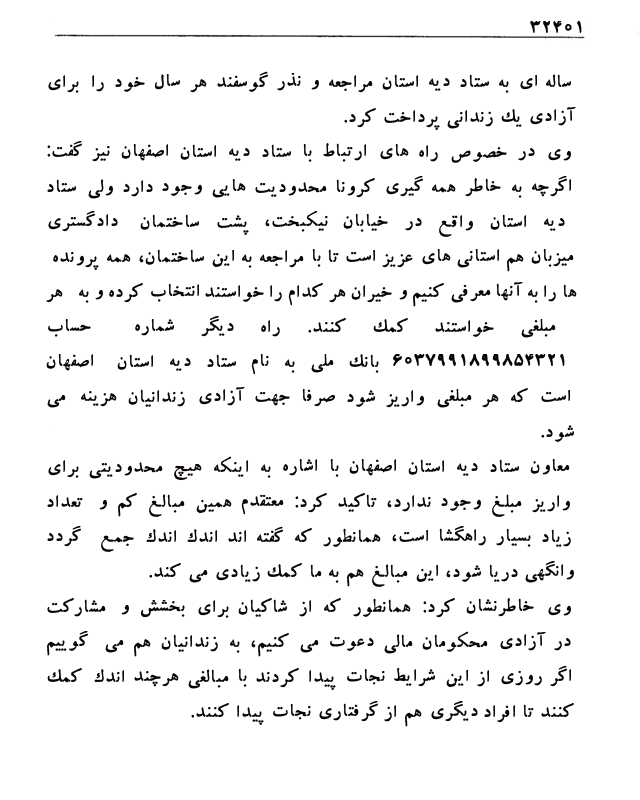 ۳۲۴۰۱
ساله ای به ستاد دیه استان مراجعه و نذر گوسفند هر سال خود را برای
آزادی یك زندانی پرداخت کرد.
وی در خصوص راه های ارتباط با ستاد دیه استان اصفهان نیز گفت:
اگرچه به خاطر همه گیری کرونا محدودیت هایی وجود دارد ولی ستاد
دیه استان واقع در خیابان نیکبخت، پشت ساختمان دادگستری
میزبان هم استانی های عزیز است تا با مراجعه به این ساختمان، همه پرونده
ها را به آنها معرفی کنیم و خیران هر کدام را خواستند انتخاب کرده و به هر
مبلغی خواستند کمك کنند. راه دیگر شماره حساب
۶۰۳۷۹۹۱۸۹۹۸۵۴۳۲۱ بانك ملی به نام ستاد دیه استان اصفهان
است که هر مبلغی واریز شود صرفا جهت آزادی زندانیان هزینه می
شود.
معاون ستاد دیه استان اصفهان با اشاره به اینکه هیچ محدودیتی برای
واریز مبلغ وجود ندارد، تاکید کرد: معتقدم همین مبالغ کم و تعداد
زیاد بسیار راهگشا است، همانطور که گفته اند اندك اندك جمع گردد
وانگهی دریا شود، این مبالغ هم به ما کمك زیادی می کند.
وی خاطرنشان کرد: همانطور که از شاکیان برای بخشش و مشارکت
در آزادی محکومان مالی دعوت می کنیم، به زندانیان هم می گوییم
اگر روزی از این شرایط نجات پیدا کردند با مبالغی هرچند اندك کمك
کنند تا افراد دیگری هم از گرفتاری نجات پیدا کنند.